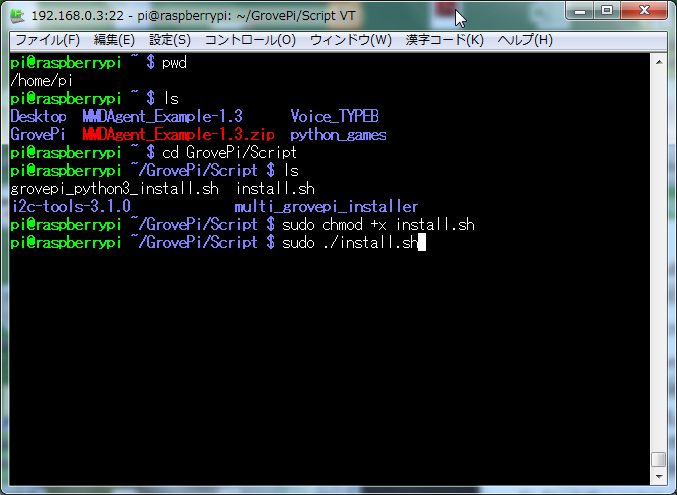 192.168.0.3:22 - pi@raspberrypi: ~/GrovePi/Script VT
ファイル(F) 編集(E) 設定(S) コントロール(O) ウィンドウ(W) 漢字コード(K) ヘルプ(H)
pi@raspberrypi ~ $ pwd
/home/pi
pi@raspberrypi ~ $ ls
Desktop MMDAgent_Example-1.3 Voice_TYPEB
GrovePi MMDAgent_Example-1.3.zip python_games
pi@raspberrypi ~ $ cd GrovePi/Script
pi@raspberrypi ~/GrovePi/Script $ ls
grovepi_python3_install.sh install.sh
i2c-tools-3.1.0 multi_grovepi_installer
pi@raspberrypi ~/GrovePi/Script $ sudo chmod +x install.sh
pi@raspberrypi ~/GrovePi/Script $ sudo ./install.sh